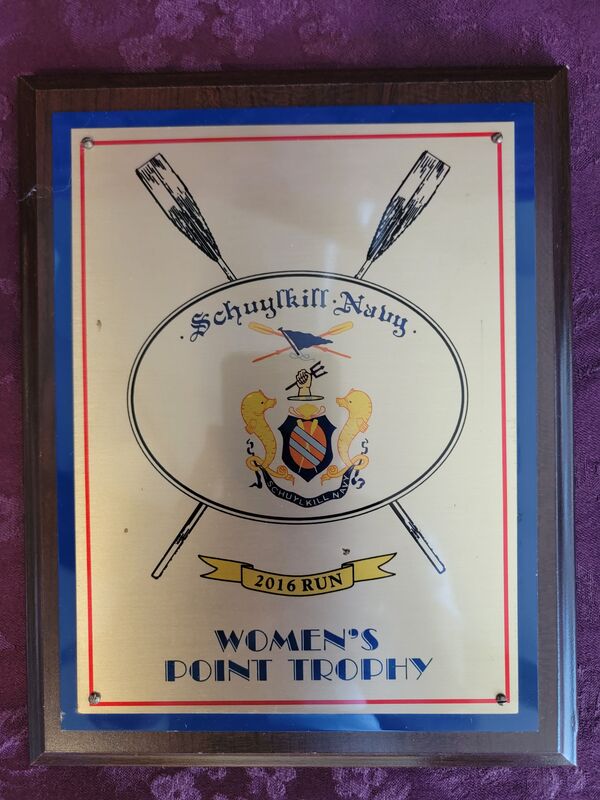 · Schuylkill · Navy ·
SCHUYLKILL NAVY
2016 RUN
WOMEN'S
POINT TROPHY